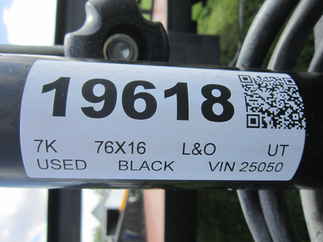 19618
7K 76X16 L&O UT
USED BLACK VIN 25050